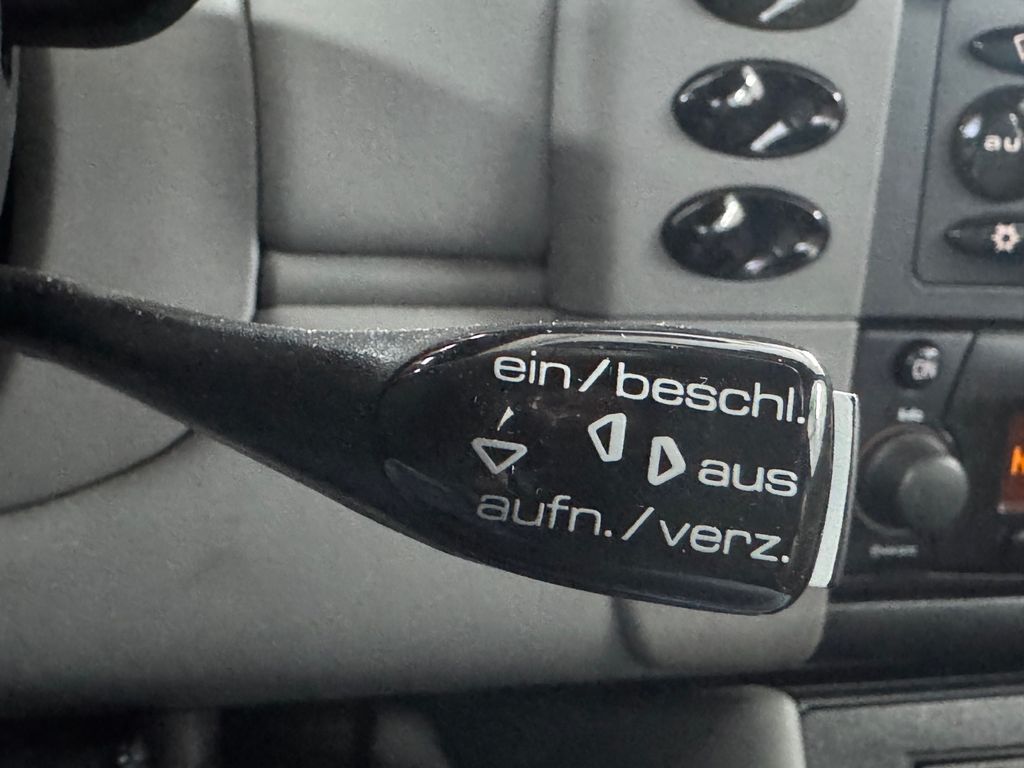 ein/beschl.
aus
aufn./verz.